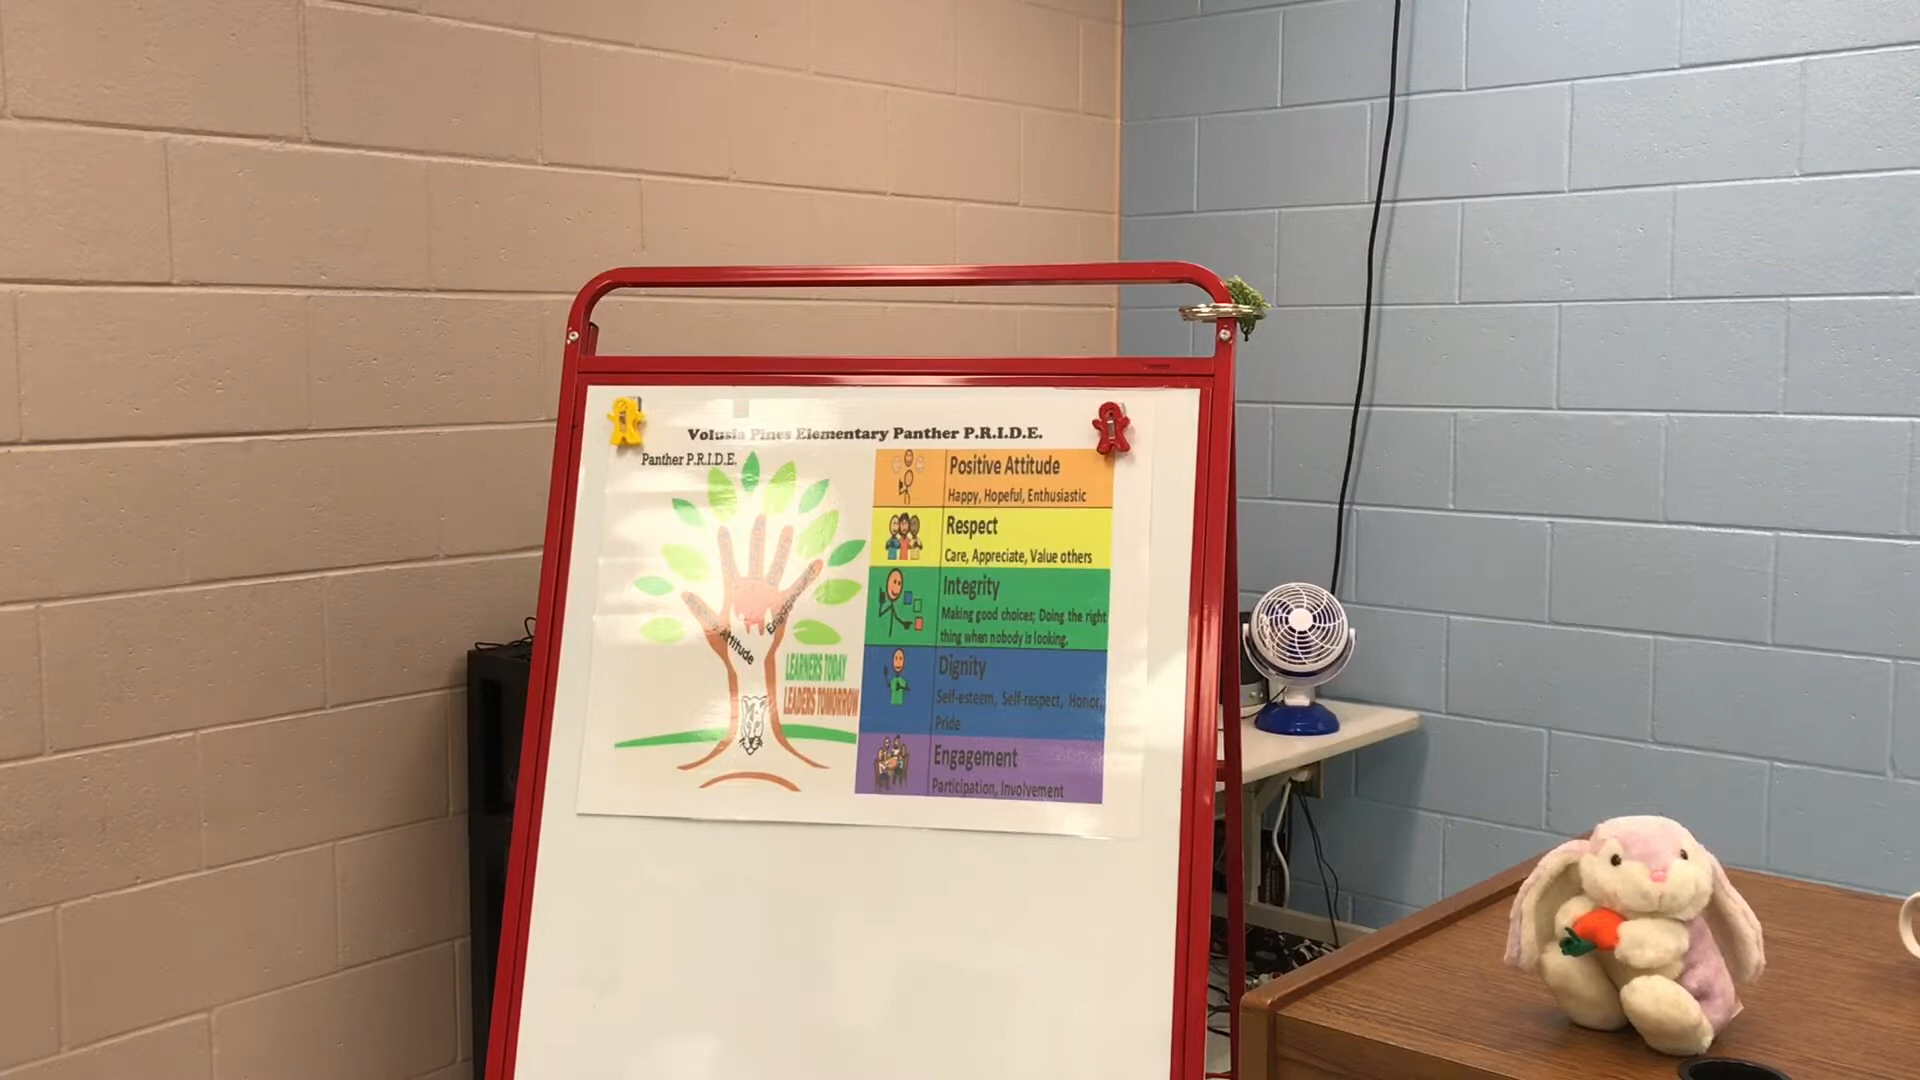 Volusia Pines Elementary Panther P.R.I.D.E.
Panther P.R.I.D.E.
Attitude
Engagement
LEARNERS TODAY
LEADERS TOMORROW
Positive Attitude
Happy, Hopeful, Enthusiastic
Respect
Care, Appreciate, Value others
Integrity
Making good choices; Doing the right
thing when nobody is looking.
Dignity
Self-esteem, Self-respect, Honor,
Pride
Engagement
Participation, Involvement